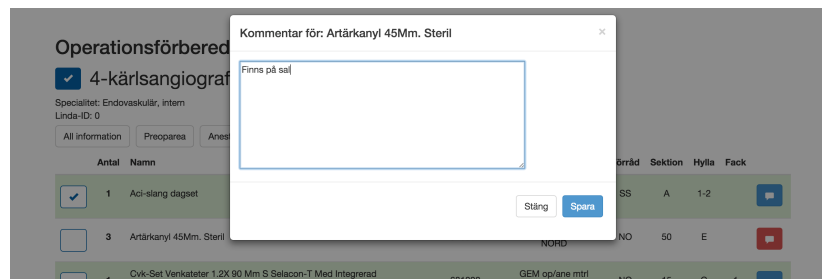 Kommentar för: Artärkanyl 45Mm. Steril ×
Operationsförbered
Finns på sal
4-kärlsangiograf
Specialitet: Endovaskulär, intern
Linda-ID: 0
All information Preoparea Anest
Antal Namn örråd Sektion Hylla Fack
1 Aci-slang dagset SS A 1-2
Stäng Spara
3 Artärkanyl 45Mm. Steril NORD NO 50 E
Cvk-Set Venkateter 1.2X 90 Mm S Selacon-T Med Integrerad GEM op/ane mtrl